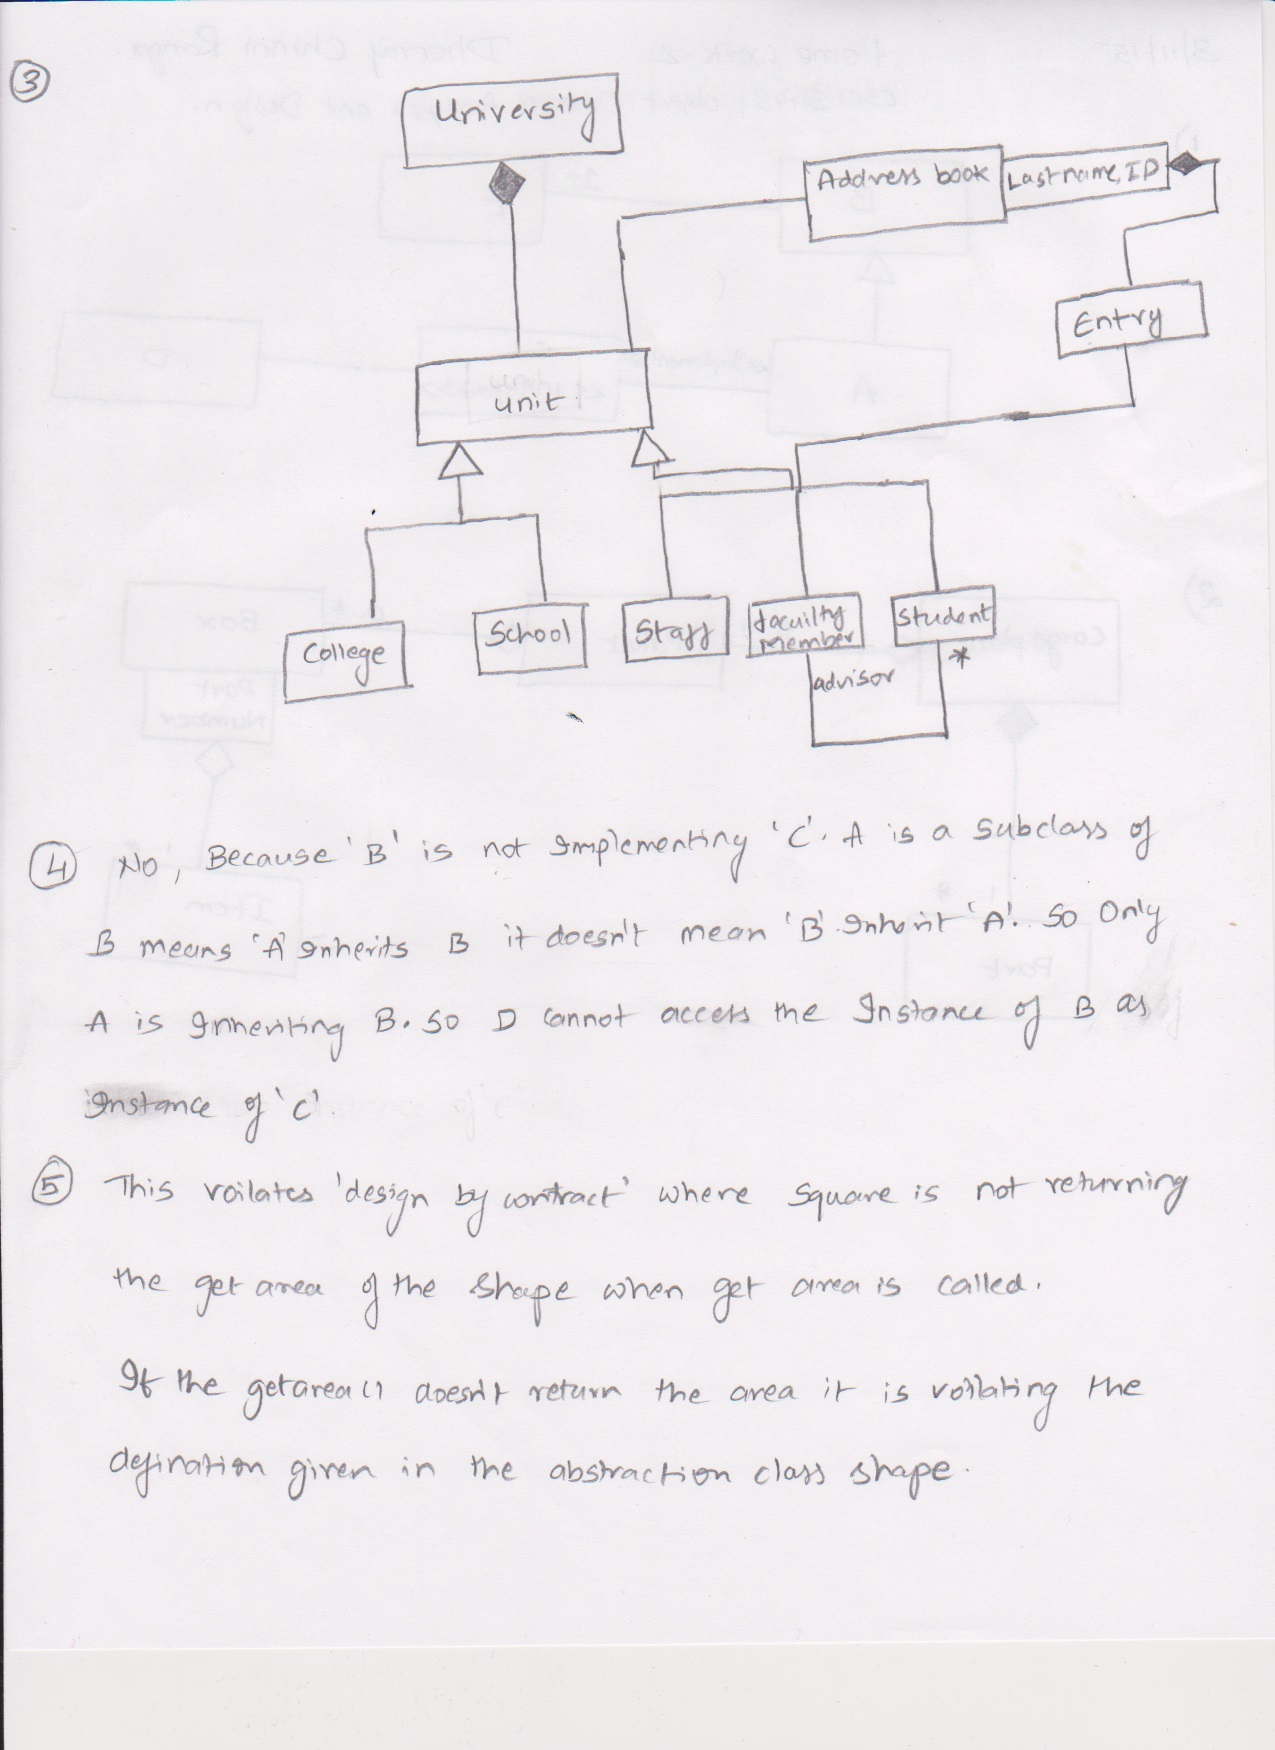 3
University
Address book
Lastname, ID
Entry
unit
College
School
Staff
facuilty
member
Student
advisor
*
4 No, Because 'B' is not Implementing 'C'. A is a Subclass of
B means 'A' Inherits B it doesn't mean 'B' Inherit 'A'. So Only
A is Inheriting B. So D cannot access the Instance of B as
Instance of 'C'.
5 This voilates 'design by contract' where Square is not returning
the get area of the Shape when get area is called.
If the getarea() doesn't return the area it is voilating the
defination given in the abstraction class shape.